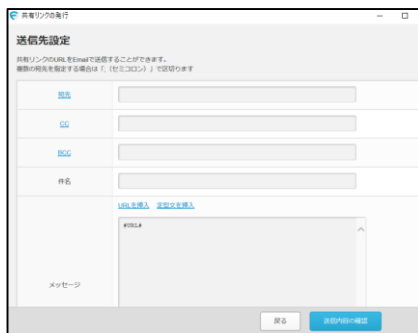 共有リンクの発行
送信先設定
共有リンクのURLをEmailで送信することができます。
複数の宛先を指定する場合は「;（セミコロン）」で区切ります
宛先
CC
BCC
件名
URLを挿入 定型文を挿入
#URL#
メッセージ
戻る 送信内容の確認